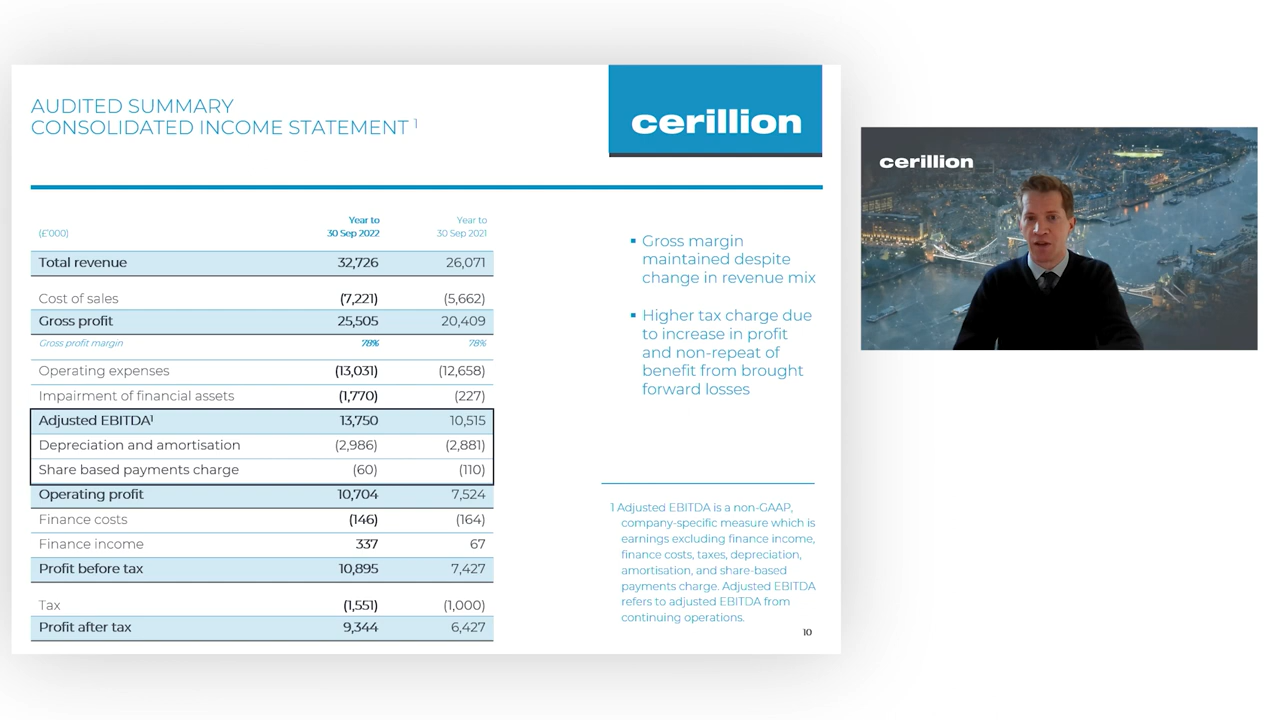 AUDITED SUMMARY
CONSOLIDATED INCOME STATEMENT 1
cerillion
(£'000) Year to 30 Sep 2022 Year to 30 Sep 2021
Total revenue 32,726 26,071
Cost of sales (7,221) (5,662)
Gross profit 25,505 20,409
Gross profit margin 78% 78%
Operating expenses (13,031) (12,658)
Impairment of financial assets (1,770) (227)
Adjusted EBITDA1 13,750 10,515
Depreciation and amortisation (2,986) (2,881)
Share based payments charge (60) (110)
Operating profit 10,704 7,524
Finance costs (146) (164)
Finance income 337 67
Profit before tax 10,895 7,427
Tax (1,551) (1,000)
Profit after tax 9,344 6,427
▪ Gross margin
maintained despite
change in revenue mix
▪ Higher tax charge due
to increase in profit
and non-repeat of
benefit from brought
forward losses
1 Adjusted EBITDA is a non-GAAP,
company-specific measure which is
earnings excluding finance income,
finance costs, taxes, depreciation,
amortisation, and share-based
payments charge. Adjusted EBITDA
refers to adjusted EBITDA from
continuing operations.
10
cerillion